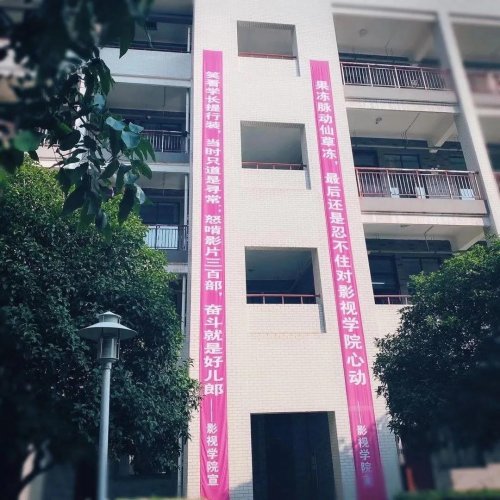 笑看学长提行装，当时只道是寻常，怒啃影片三百部，奋斗就是好儿郎——影视学院宣
果冻脉动仙草冻，最后还是忍不住对影视学院心动——影视学院宣